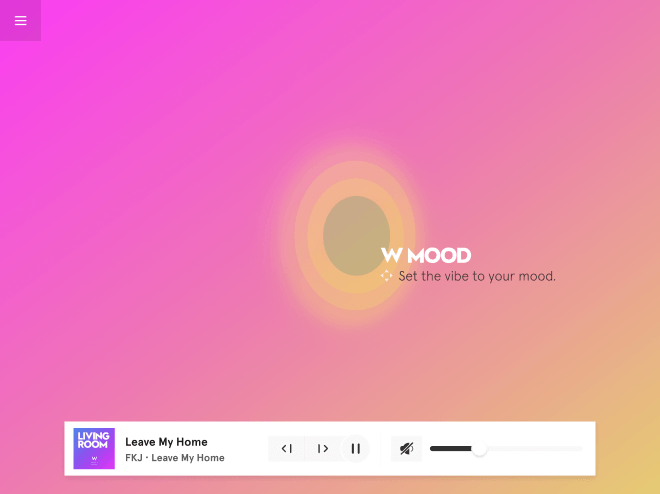 W MOOD
Set the vibe to your mood.
LIVING
ROOM
W
Leave My Home
FKJ · Leave My Home